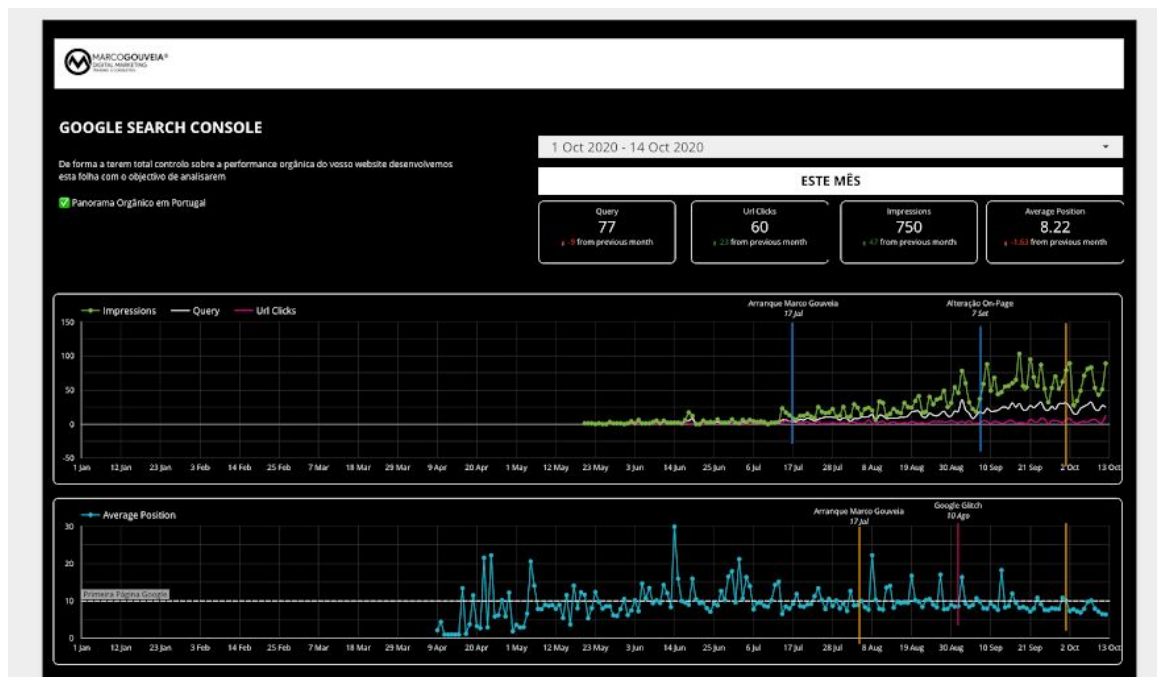 MARCOGOUVEIA®
DIGITAL MARKETING
GOOGLE SEARCH CONSOLE
De forma a terem total controlo sobre a performance orgânica do vosso website desenvolvemos
esta folha com o objectivo de analisarem
✅ Panorama Orgânico em Portugal
1 Oct 2020 - 14 Oct 2020
ESTE MÊS
Query
77
-9 from previous month
Url Clicks
60
23 from previous month
Impressions
750
47 from previous month
Average Position
8.22
-1.53 from previous month
Impressions Query Url Clicks
Arranque Marco Gouveia
17 Jul
Alteração On-Page
7 Set
150
100
50
0
-50
1 Jan 12 Jan 23 Jan 3 Feb 14 Feb 25 Feb 7 Mar 18 Mar 29 Mar 9 Apr 20 Apr 1 May 12 May 23 May 3 Jun 14 Jun 25 Jun 6 Jul 17 Jul 28 Jul 8 Aug 19 Aug 30 Aug 10 Sep 21 Sep 2 Oct 13 Oct
Average Position
Arranque Marco Gouveia
17 Jul
Google Glitch
10 Ago
30
20
Primeira Página Google
10
0
1 Jan 12 Jan 23 Jan 3 Feb 14 Feb 25 Feb 7 Mar 18 Mar 29 Mar 9 Apr 20 Apr 1 May 12 May 23 May 3 Jun 14 Jun 25 Jun 6 Jul 17 Jul 28 Jul 8 Aug 19 Aug 30 Aug 10 Sep 21 Sep 2 Oct 13 Oct